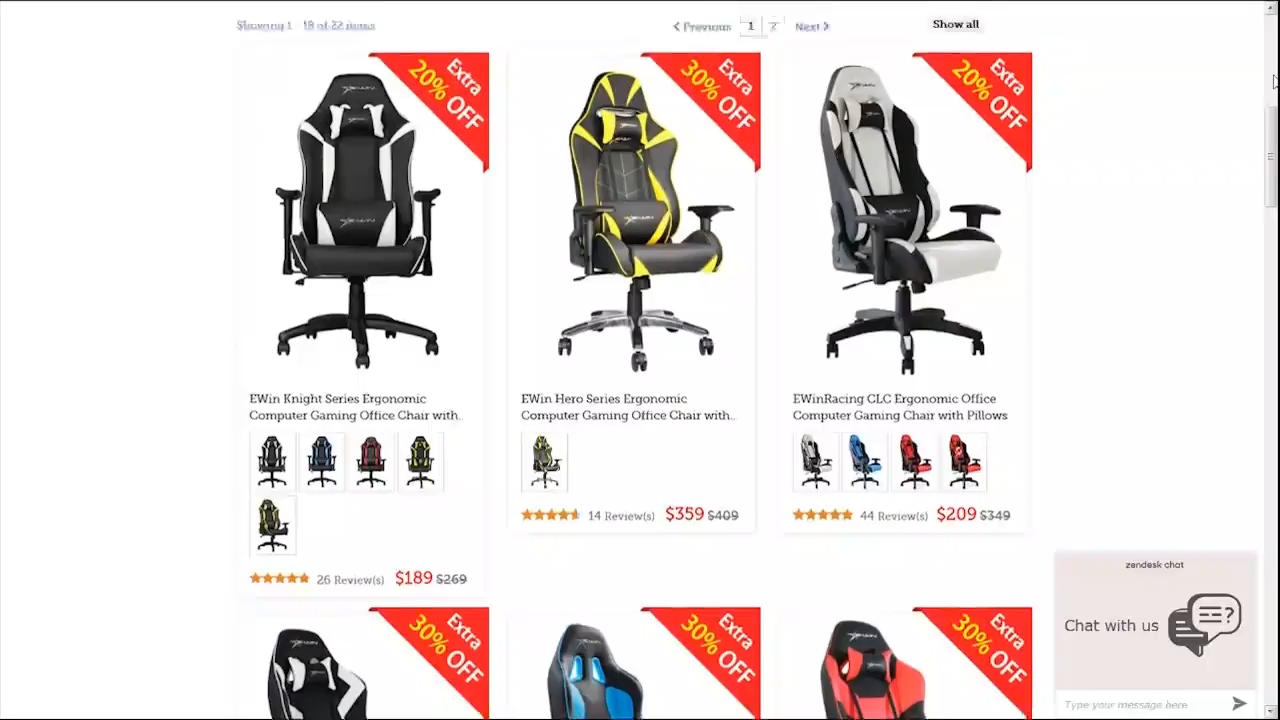 Showing 1 - 18 of 22 items
Previous 1 2 Next
Show all
Extra
20% OFF
Extra
30% OFF
Extra
20% OFF
EWin Knight Series Ergonomic
Computer Gaming Office Chair with..
EWin Hero Series Ergonomic
Computer Gaming Office Chair with..
EWinRacing CLC Ergonomic Office
Computer Gaming Chair with Pillows
14 Review(s) $359 $409
44 Review(s) $209 $349
26 Review(s) $189 $269
zendesk chat
Chat with us
Type your message here
Extra
30% OFF
Extra
30% OFF
Extra
30% OFF